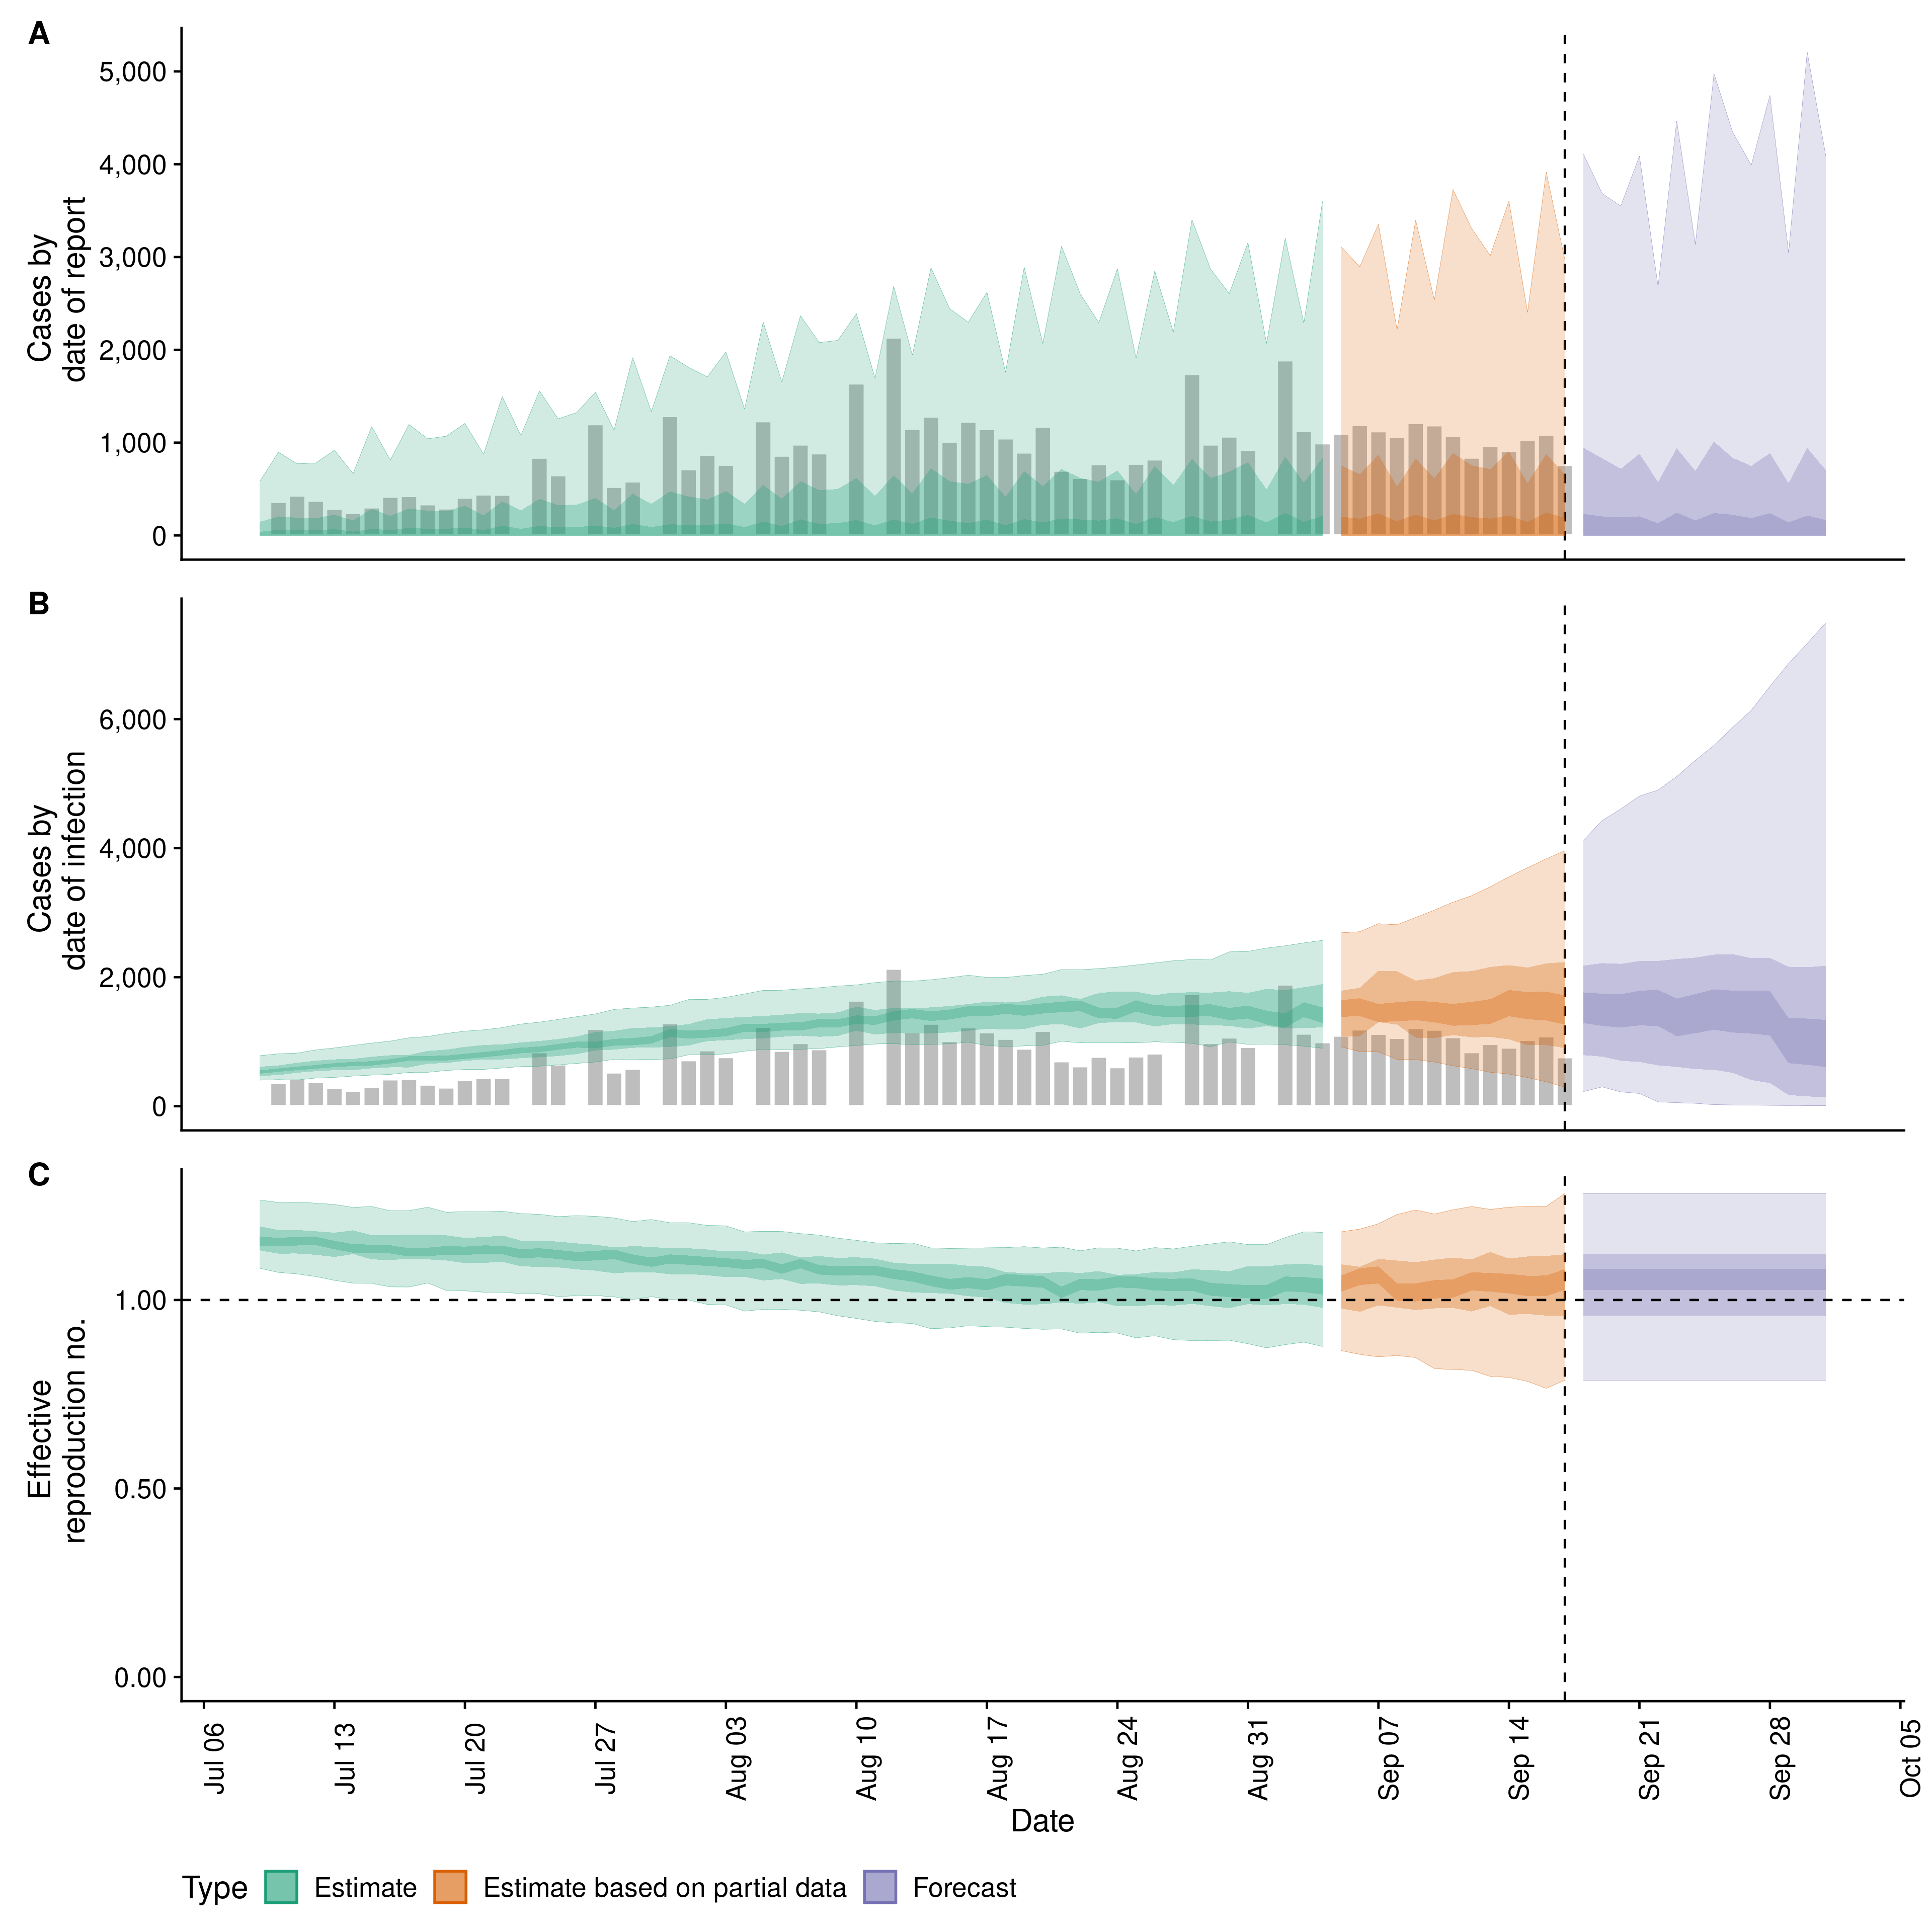 A
Cases by
date of report
5,000
4,000
3,000
2,000
1,000
0
B
Cases by
date of infection
6,000
4,000
2,000
0
C
Effective
reproduction no.
1.00
0.50
0.00
Jul 06
Jul 13
Jul 20
Jul 27
Aug 03
Aug 10
Aug 17
Aug 24
Aug 31
Sep 07
Sep 14
Sep 21
Sep 28
Oct 05
Date
Type Estimate Estimate based on partial data Forecast